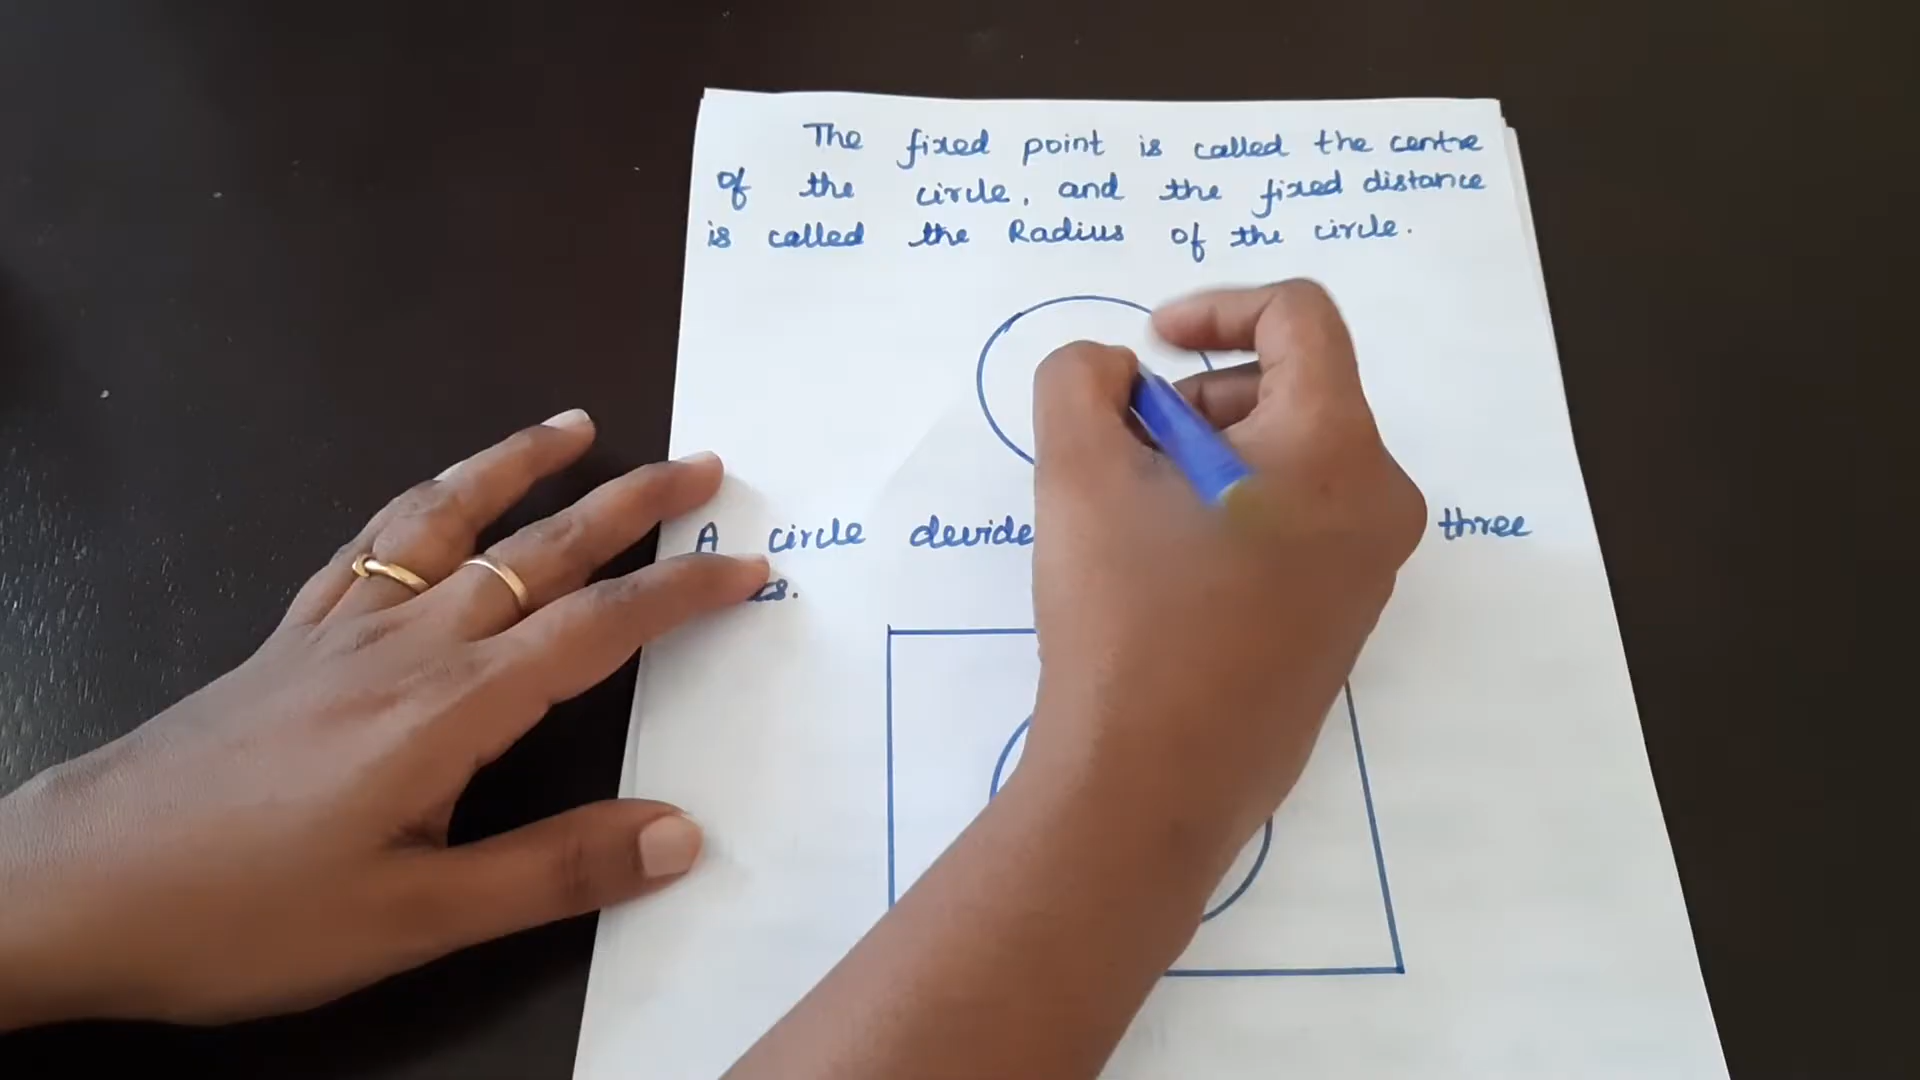 The fixed point is called the centre
of the circle, and the fixed distance
is called the Radius of the circle.
A circle devide three